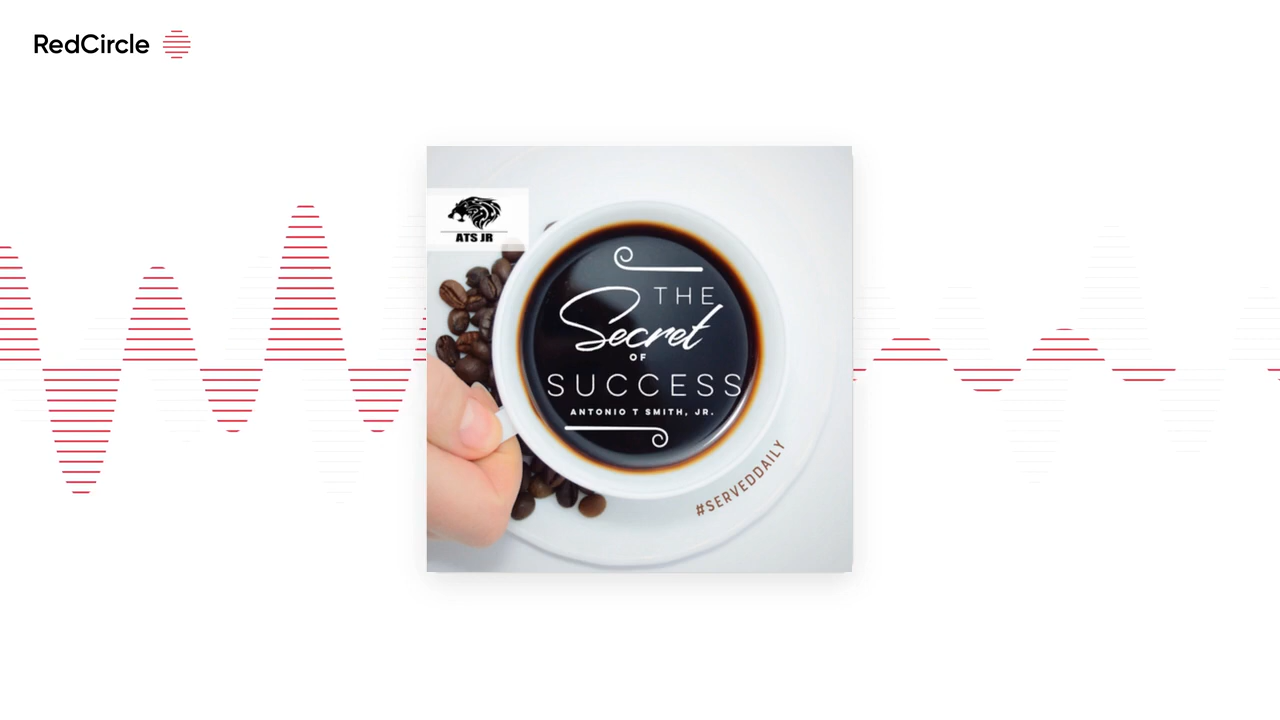 RedCircle
ATS JR
THE
Secret
OF
SUCCESS
ANTONIO T SMITH, JR.
#SERVEDDAILY